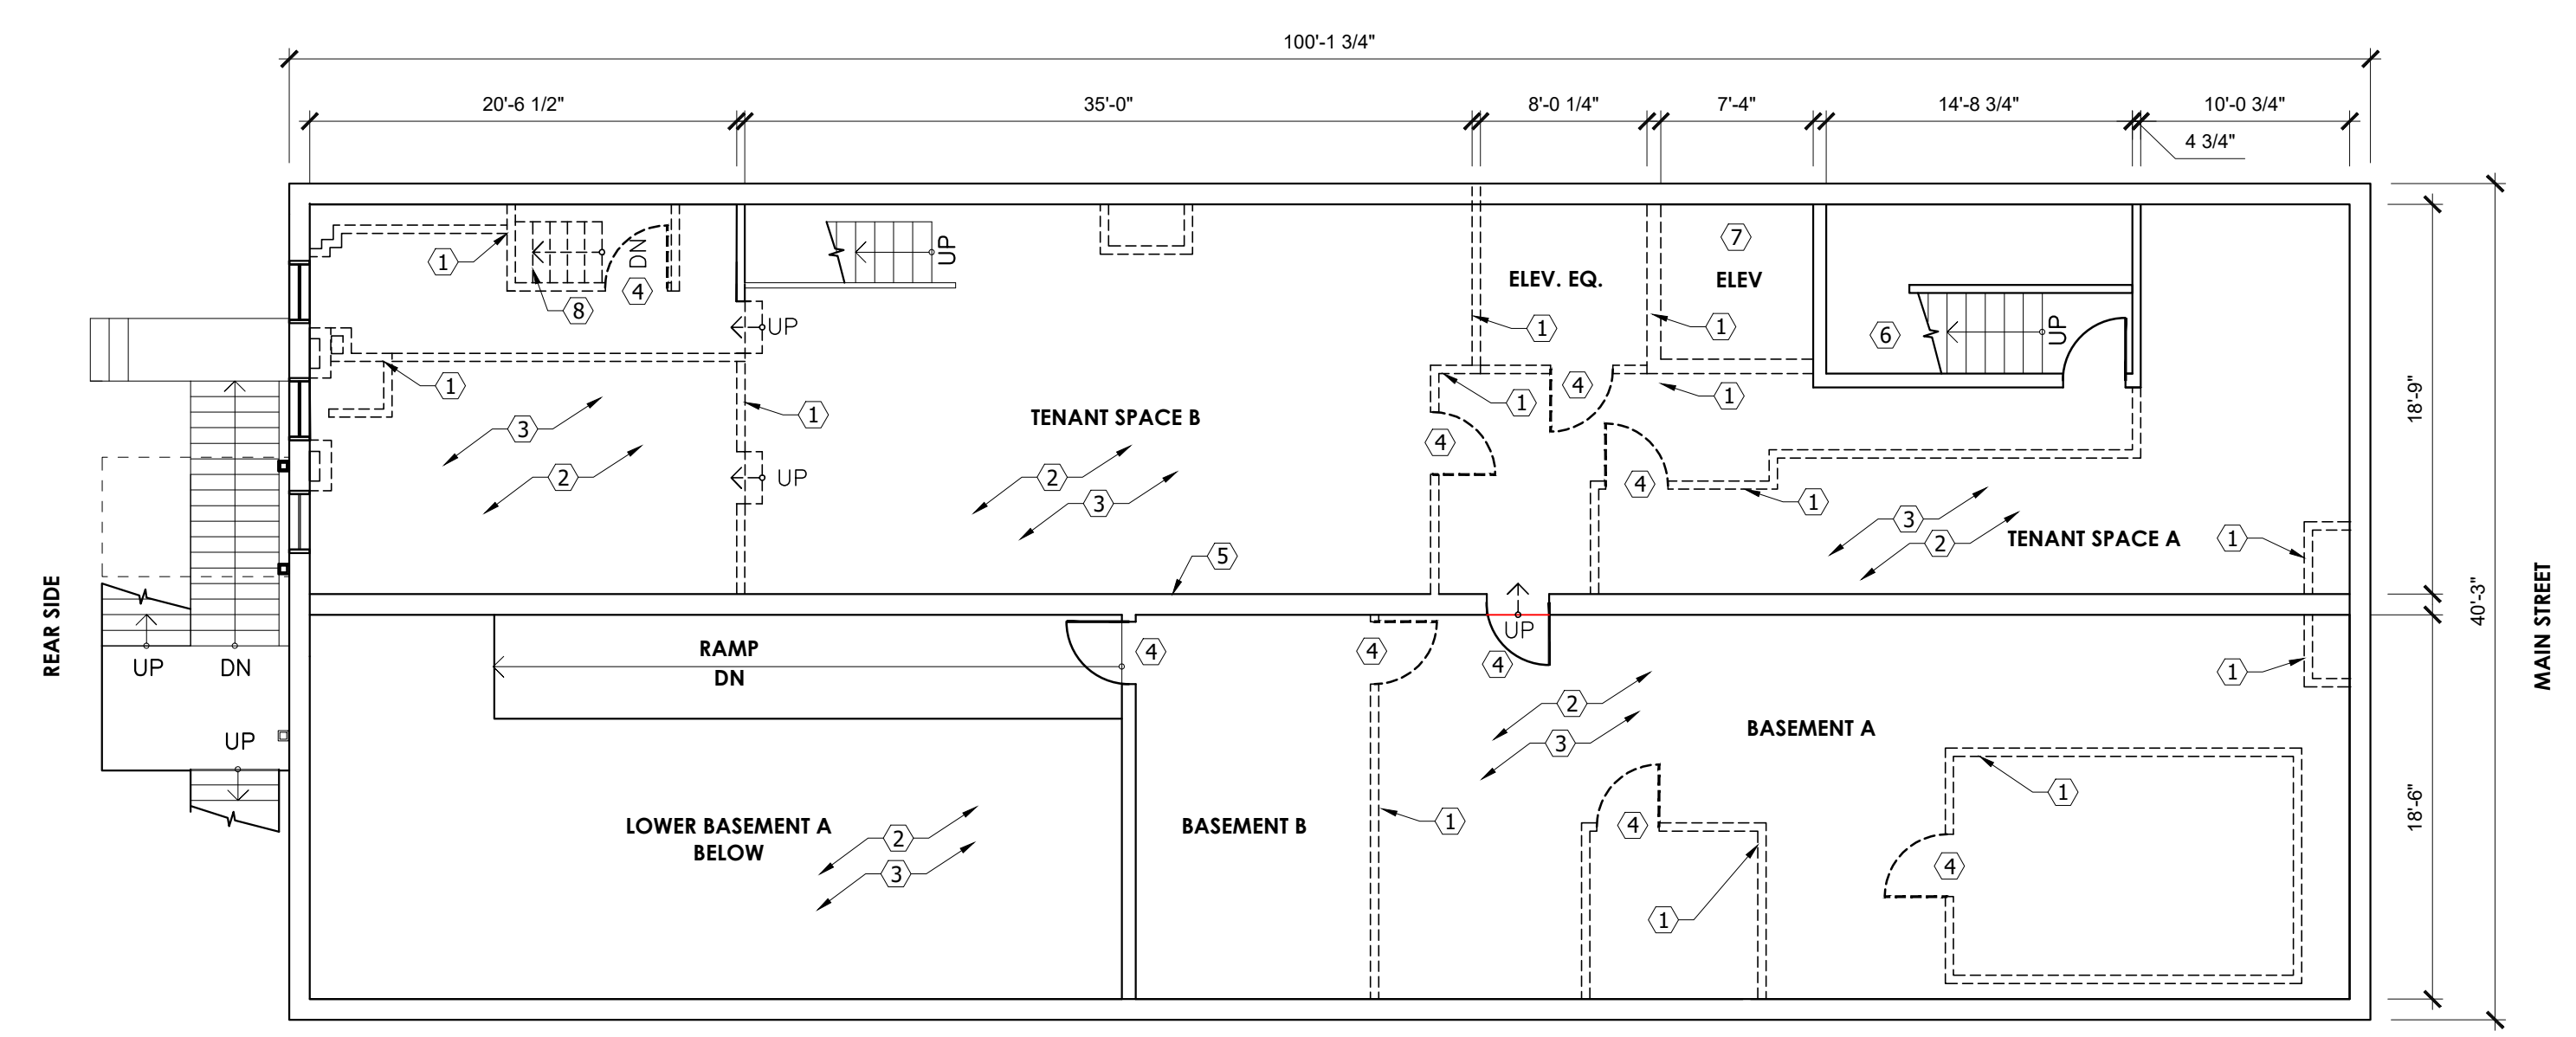 100'-1 3/4"
20'-6 1/2"
35'-0"
8'-0 1/4"
7'-4"
14'-8 3/4"
10'-0 3/4"
4 3/4"
1
8
DN
4
UP
UP
7
ELEV. EQ.
ELEV
1
1
6
UP
1
1
UP
TENANT SPACE B
4
1
1
4
18'-9"
3
2
UP
2
3
4
1
3
2
TENANT SPACE A
1
5
REAR SIDE
40'-3"
MAIN STREET
UP
DN
RAMP
DN
4
4
UP
4
1
2
3
BASEMENT A
UP
1
18'-6"
LOWER BASEMENT A
BELOW
2
3
BASEMENT B
1
4
4
1